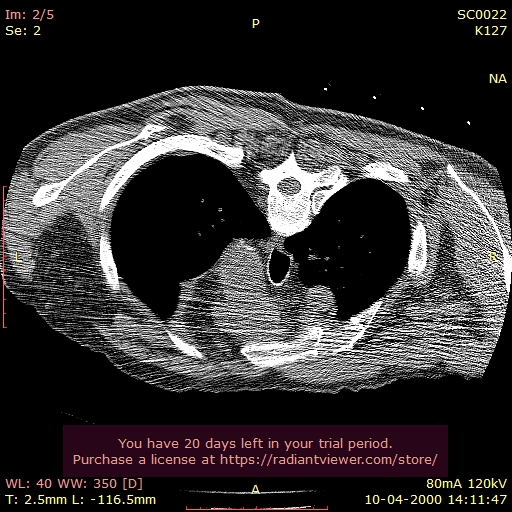 Im: 2/5
Se: 2
P
SC0022
K127
NA
L
R
You have 20 days left in your trial period.
Purchase a license at https://radiantviewer.com/store/
WL: 40 WW: 350 [D]
T: 2.5mm L: -116.5mm
A
80mA 120kV
10-04-2000 14:11:47